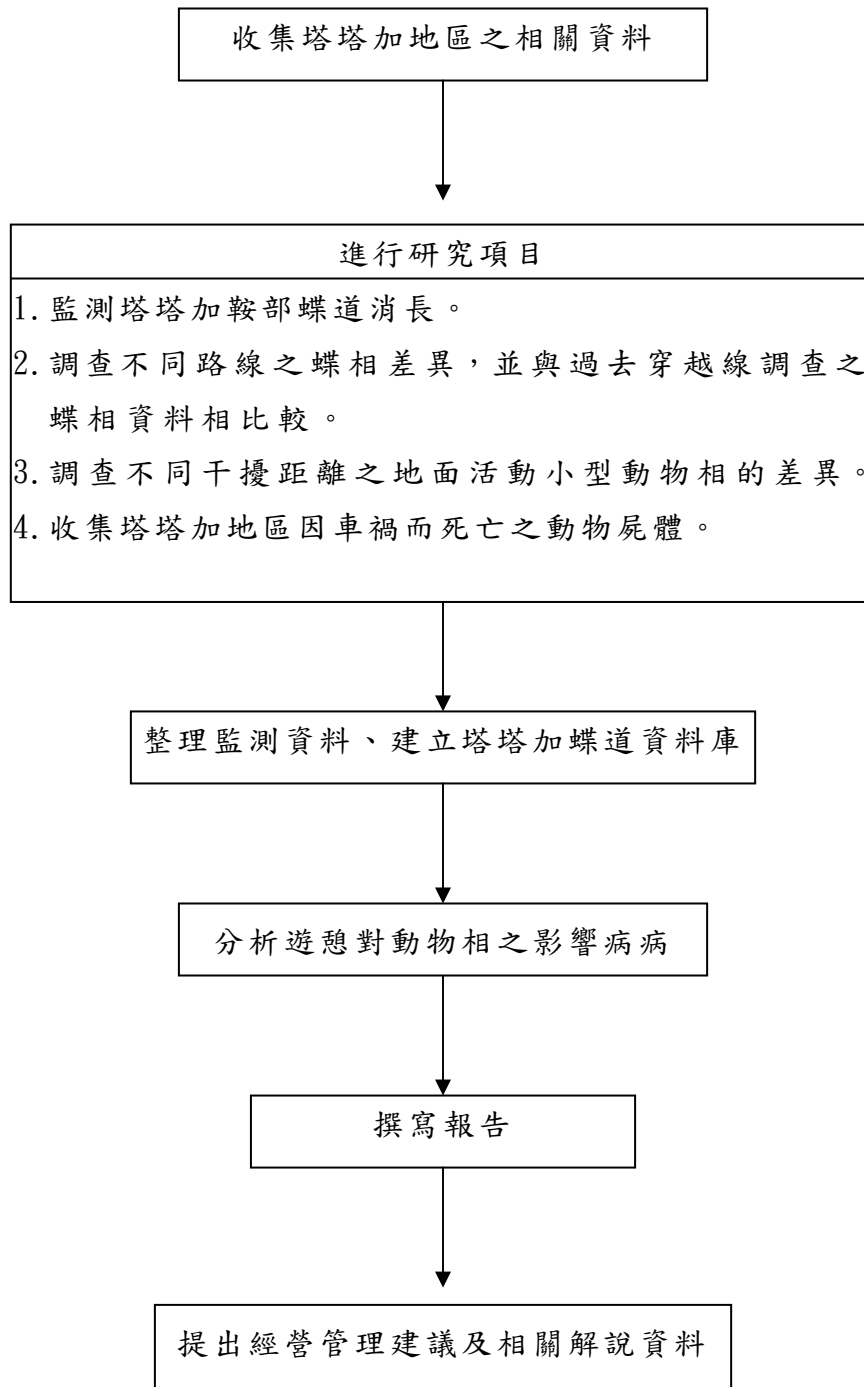 收集塔塔加地區之相關資料
進行研究項目
1.監測塔塔加鞍部蝶道消長。
2.調查不同路線之蝶相差異，並與過去穿越線調查之
蝶相資料相比較。
3.調查不同干擾距離之地面活動小型動物相的差異。
4.收集塔塔加地區因車禍而死亡之動物屍體。
整理監測資料、建立塔塔加蝶道資料庫
分析遊憩對動物相之影響病病
撰寫報告
提出經營管理建議及相關解說資料